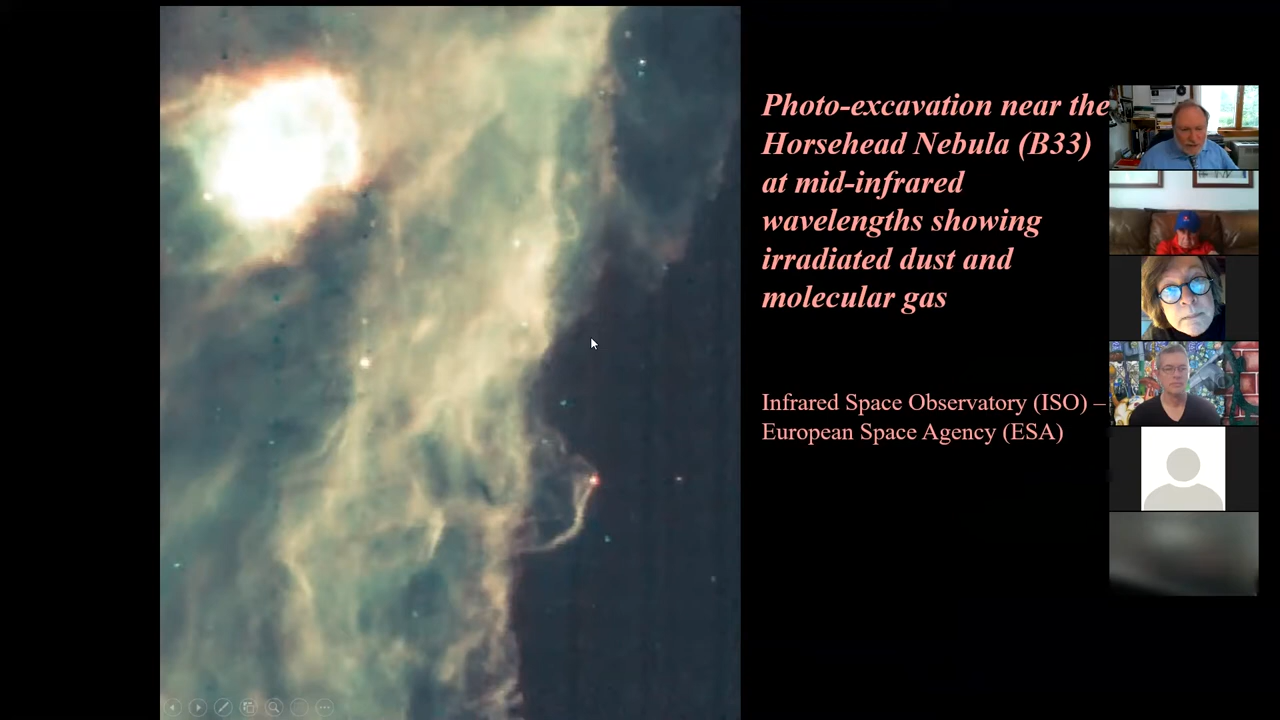 Photo-excavation near the
Horsehead Nebula (B33)
at mid-infrared
wavelengths showing
irradiated dust and
molecular gas
Infrared Space Observatory (ISO) –
European Space Agency (ESA)